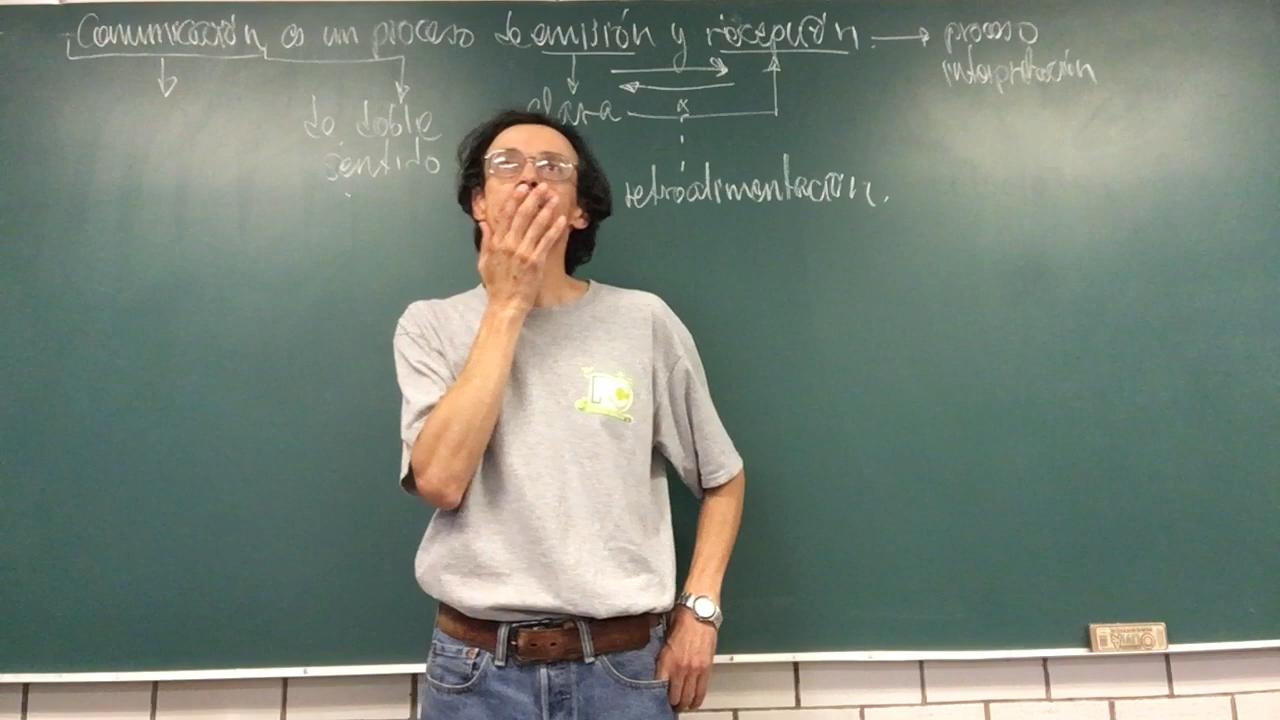 Comunicación, es un proceso de emisión y recepción. → proceso
interpretación
clara
de doble
sentido
retroalimentación.